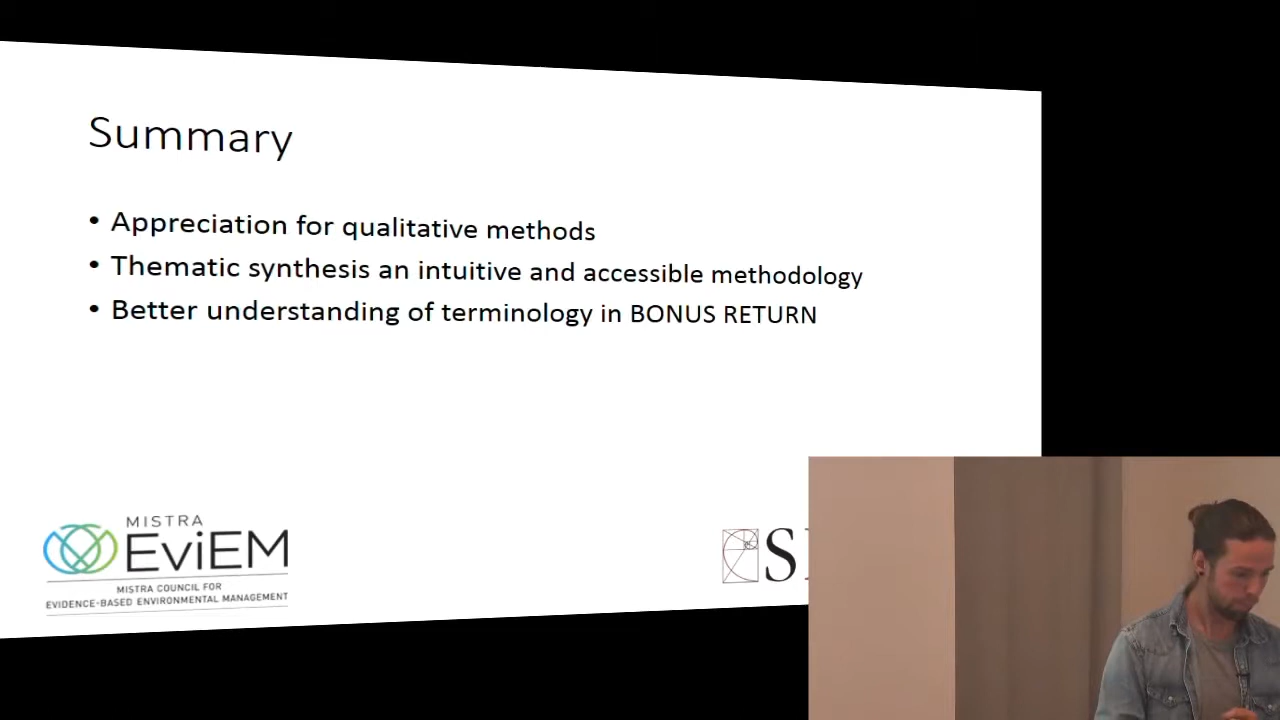 Summary
• Appreciation for qualitative methods
• Thematic synthesis an intuitive and accessible methodology
• Better understanding of terminology in BONUS RETURN
MISTRA
EviEM
MISTRA COUNCIL FOR
EVIDENCE-BASED ENVIRONMENTAL MANAGEMENT